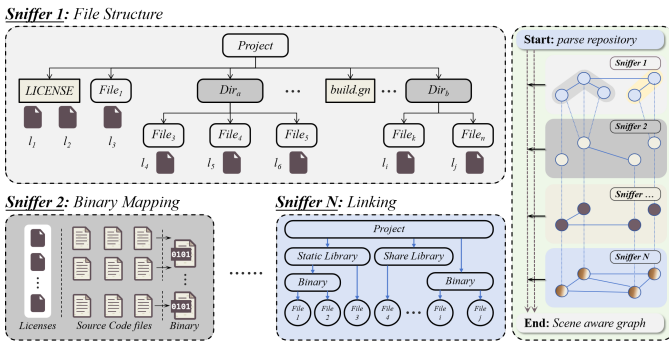 Sniffer 1: File Structure
Project
LICENSE
File1
Dira
...
build.gn
...
Dirb
l1
l2
l3
File3
File4
File5
Filek
Filen
l4
l5
l6
li
lj
Sniffer 2: Binary Mapping
0101
0101
Licenses
Source Code files
Binary
......
Sniffer N: Linking
Project
Static Library
Share Library
Binary
Binary
File 1
File 2
File 3
File 4
...
File i
File j
Start: parse repository
Sniffer 1
Sniffer 2
Sniffer ...
Sniffer N
End: Scene aware graph